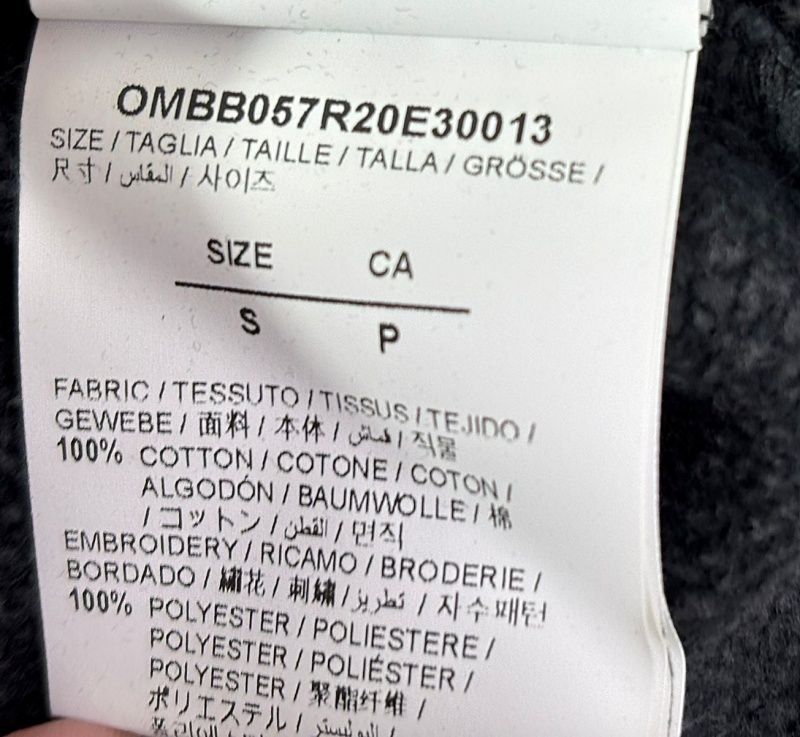 OMBB057R20E30013
SIZE / TAGLIA / TAILLE / TALLA / GRÖSSE /
尺寸 / المقاس / 사이즈
SIZE CA
S P
FABRIC / TESSUTO / TISSUS / TEJIDO /
GEWEBE / 面料 / 本体 / قماش / 직물
100% COTTON / COTONE / COTON /
ALGODÓN / BAUMWOLLE / 棉
/ コットン / القطن / 면직
EMBROIDERY / RICAMO / BRODERIE /
BORDADO / 繡花 / 刺繍 / تطريز / 자수패턴
100% POLYESTER / POLIESTERE /
POLYESTER / POLIÉSTER /
POLYESTER / 聚酯纤维 /
ポリエステル / البوليستر /